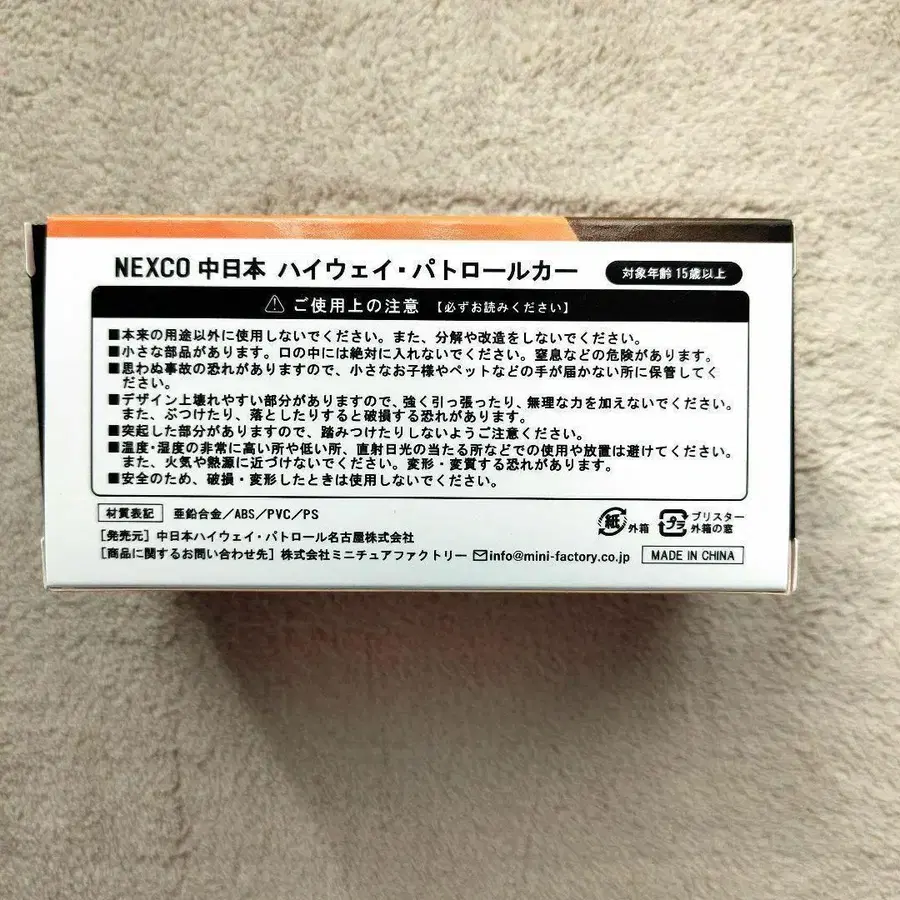 NEXCO 中日本 ハイウェイ・パトロールカー 対象年齢 15歳以上
⚠ ご使用上の注意 【必ずお読みください】
■本来の用途以外に使用しないでください。また、分解や改造をしないでください。
■小さな部品があります。口の中には絶対に入れないでください。窒息などの危険があります。
■思わぬ事故の恐れがありますので、小さなお子様やペットなどの手が届かない所に保管してく
ださい。
■デザイン上壊れやすい部分がありますので、強く引っ張ったり、無理な力を加えないでください。
また、ぶつけたり、落としたりすると破損する恐れがあります。
■突起した部分がありますので、踏みつけたりしないようご注意ください。
■温度・湿度の非常に高い所や低い所、直射日光の当たる所などでの使用や放置は避けてください。
また、火気や熱源に近づけないでください。変形・変質する恐れがあります。
■安全のため、破損・変形したときは使用しないでください。
材質表記 亜鉛合金／ABS／PVC／PS
紙 外箱
プラ ブリスター
外箱の窓
［発売元］中日本ハイウェイ・パトロール名古屋株式会社
［商品に関するお問い合わせ先］株式会社ミニチュアファクトリー ✉info@mini-factory.co.jp
MADE IN CHINA